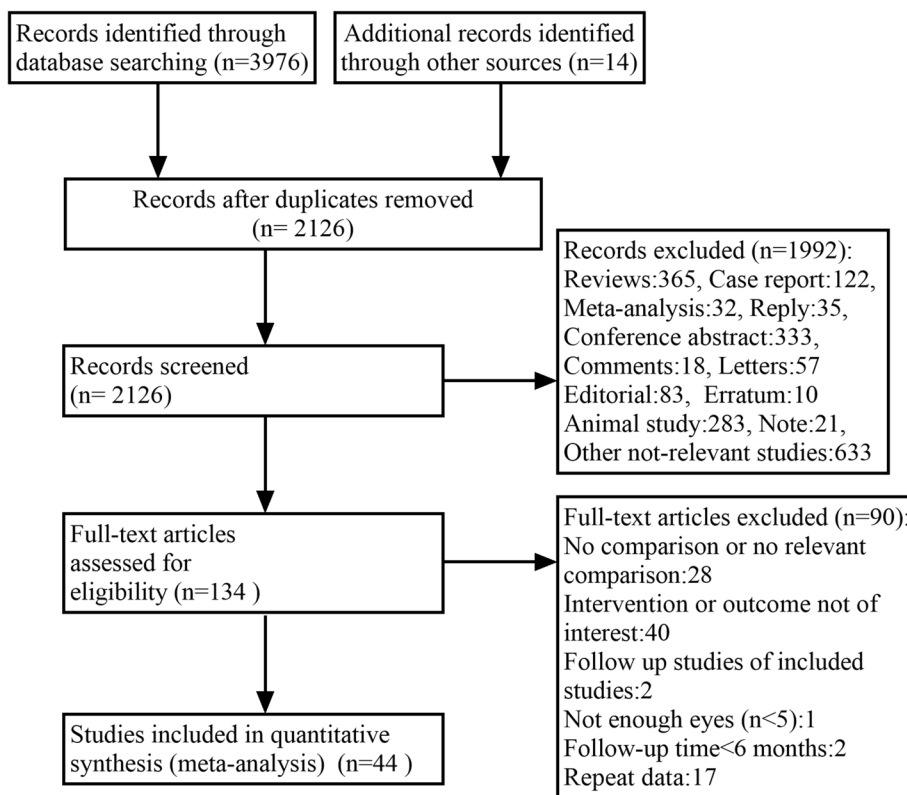 Records identified through
database searching (n=3976)
Additional records identified
through other sources (n=14)
Records after duplicates removed
(n= 2126)
Records excluded (n=1992):
Reviews:365, Case report:122,
Meta-analysis:32, Reply:35,
Conference abstract:333,
Comments:18, Letters:57
Editorial:83, Erratum:10
Animal study:283, Note:21,
Other not-relevant studies:633
Records screened
(n= 2126)
Full-text articles
assessed for
eligibility (n=134 )
Full-text articles excluded (n=90):
No comparison or no relevant
comparison:28
Intervention or outcome not of
interest:40
Follow up studies of included
studies:2
Not enough eyes (n<5):1
Follow-up time<6 months:2
Repeat data:17
Studies included in quantitative
synthesis (meta-analysis) (n=44 )